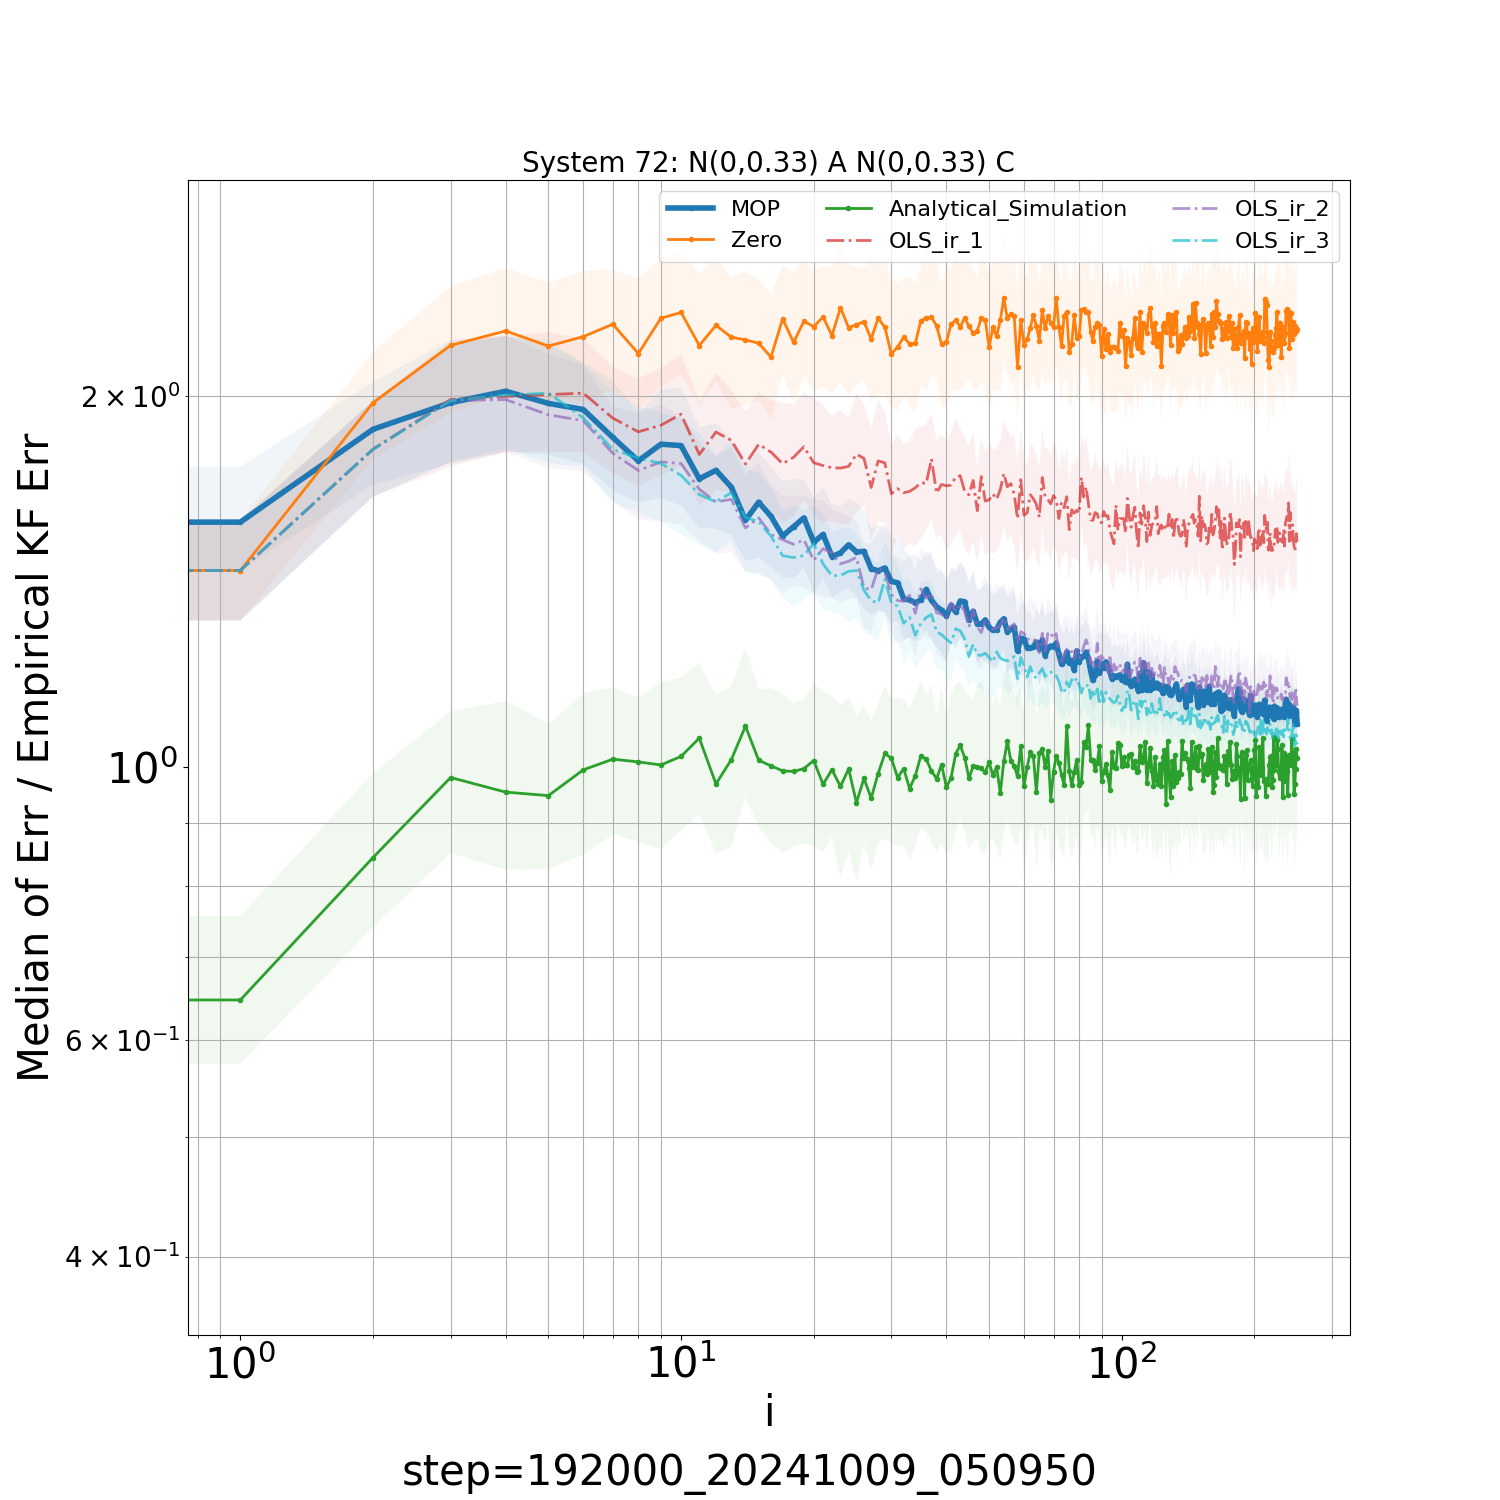 System 72: N(0,0.33) A N(0,0.33) C
MOP
Zero
Analytical_Simulation
OLS_ir_1
OLS_ir_2
OLS_ir_3
Median of Err / Empirical KF Err
2 × 10⁰
10⁰
6 × 10⁻¹
4 × 10⁻¹
10⁰ 10¹ 10²
i
step=192000_20241009_050950